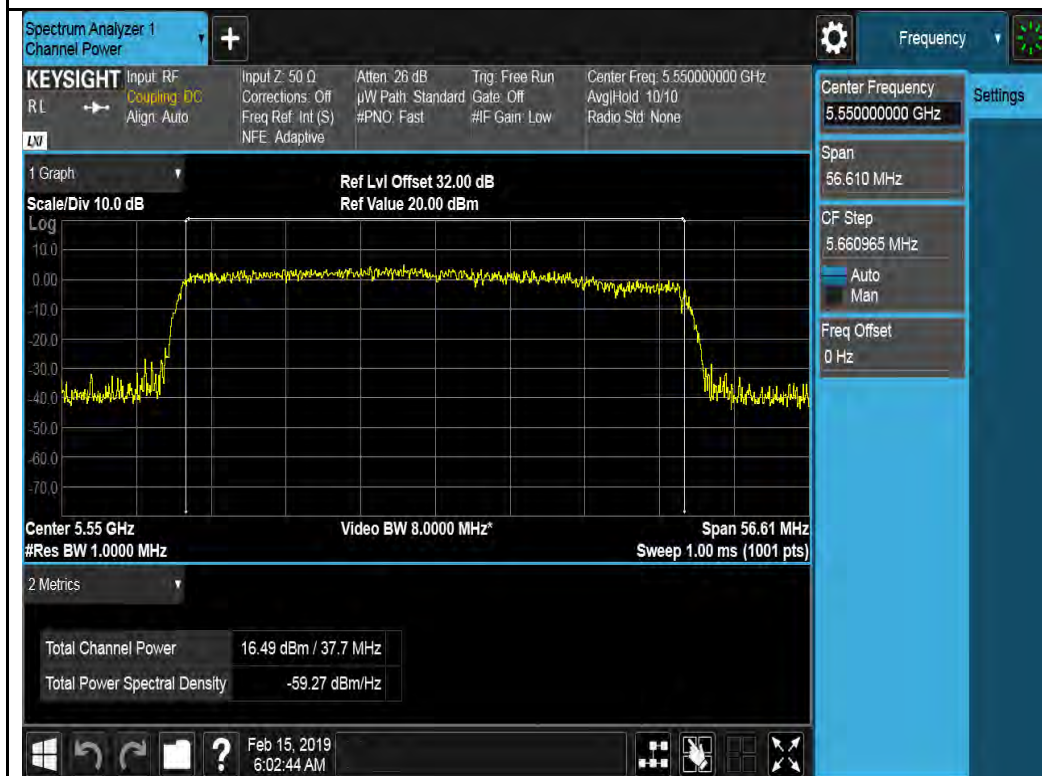 Spectrum Analyzer 1
Channel Power
Frequency
KEYSIGHT
RL
LXI
Input: RF
Coupling: DC
Align: Auto
Input Z: 50 Ω
Corrections: Off
Freq Ref: Int (S)
NFE: Adaptive
Atten: 26 dB
µW Path: Standard
#PNO: Fast
Trig: Free Run
Gate: Off
#IF Gain: Low
Center Freq: 5.550000000 GHz
Avg|Hold: 10/10
Radio Std: None
Center Frequency
5.550000000 GHz
Settings
Span
56.610 MHz
CF Step
5.660965 MHz
Auto
Man
Freq Offset
0 Hz
1 Graph
Ref Lvl Offset 32.00 dB
Scale/Div 10.0 dB
Ref Value 20.00 dBm
Log
10.0
0.00
-10.0
-20.0
-30.0
-40.0
-50.0
-60.0
-70.0
Center 5.55 GHz
Video BW 8.0000 MHz*
Span 56.61 MHz
#Res BW 1.0000 MHz
Sweep 1.00 ms (1001 pts)
2 Metrics
Total Channel Power 16.49 dBm / 37.7 MHz
Total Power Spectral Density -59.27 dBm/Hz
Feb 15, 2019
6:02:44 AM